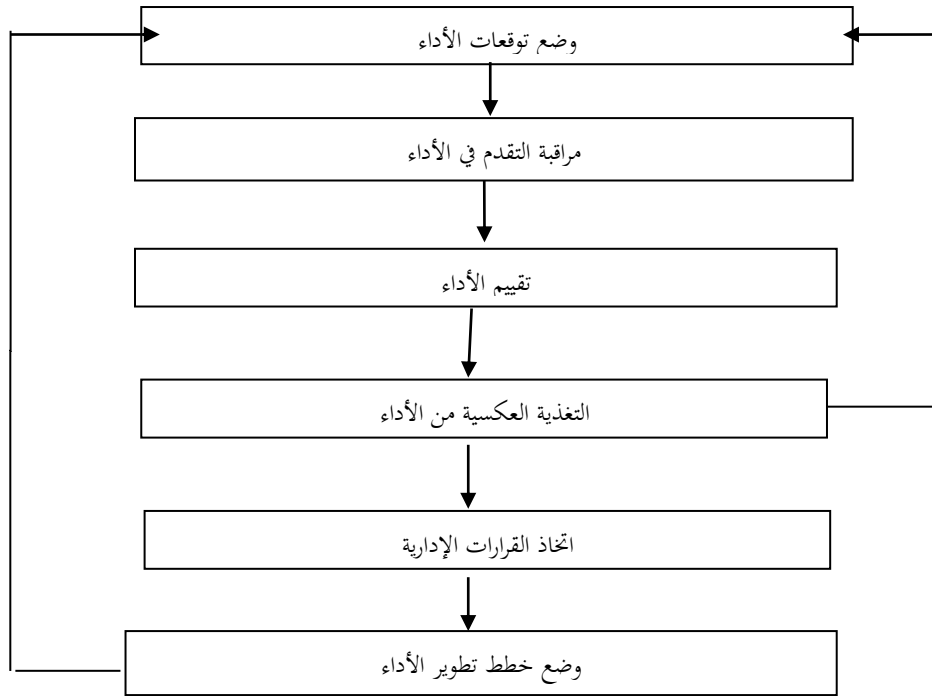 وضع توقعات الأداء
مراقبة التقدم في الأداء
تقييم الأداء
التغذية العكسية من الأداء
اتخاذ القرارات الإدارية
وضع خطط تطوير الأداء